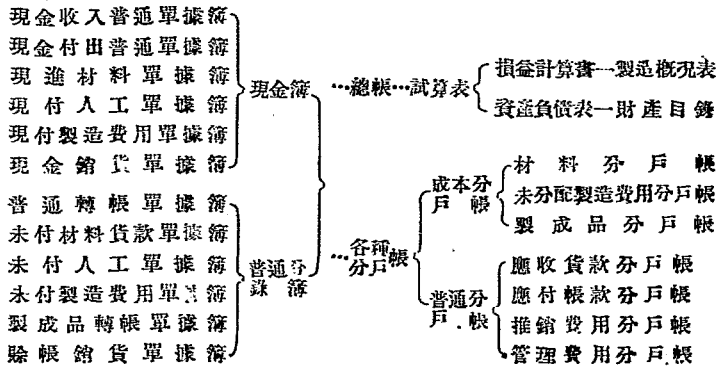 現金收入普通單據簿
現金付出普通單據簿
現進材料單據簿
現付人工單據簿
現付製造費用單據簿
現金銷貨單據簿
現金簿
普通轉帳單據簿
未付材料貨款單據簿
未付人工單據簿
未付製造費用單據簿
製成品轉帳單據簿
賒帳銷貨單據簿
普通分
錄簿
…總帳…試算表
損益計算書—製造概況表
資產負債表—財產目錄
…各種
分戶帳
成本分
戶帳
材料分戶帳
未分配製造費用分戶帳
製成品分戶帳
普通分
戶帳
應收貨款分戶帳
應付帳款分戶帳
推銷費用分戶帳
管理費用分戶帳